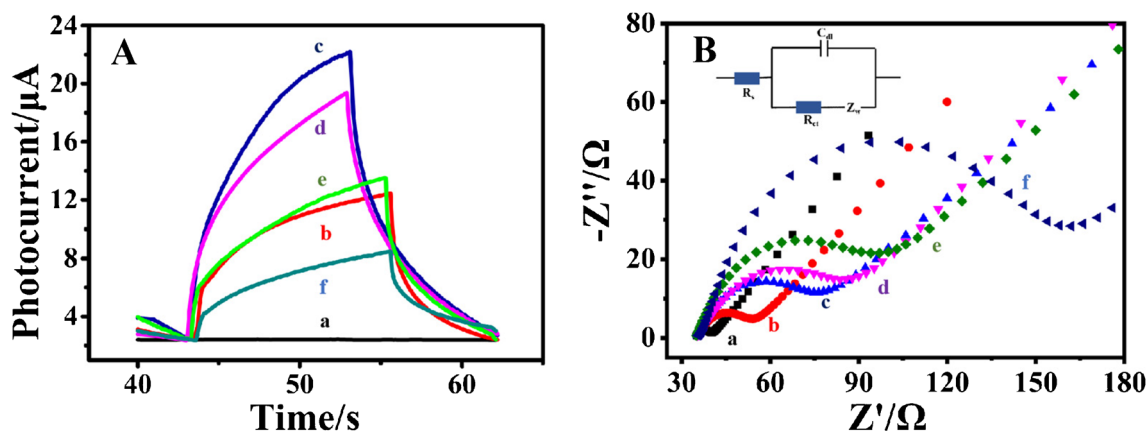 A
Photocurrent/μA
24
20
16
12
8
4
c
d
e
b
f
a
40
50
60
Time/s
B
-Z''/Ω
80
60
40
20
0
Cdl
Rs
Rct
Zw
f
e
d
c
b
a
30
60
90
120
150
180
Z'/Ω